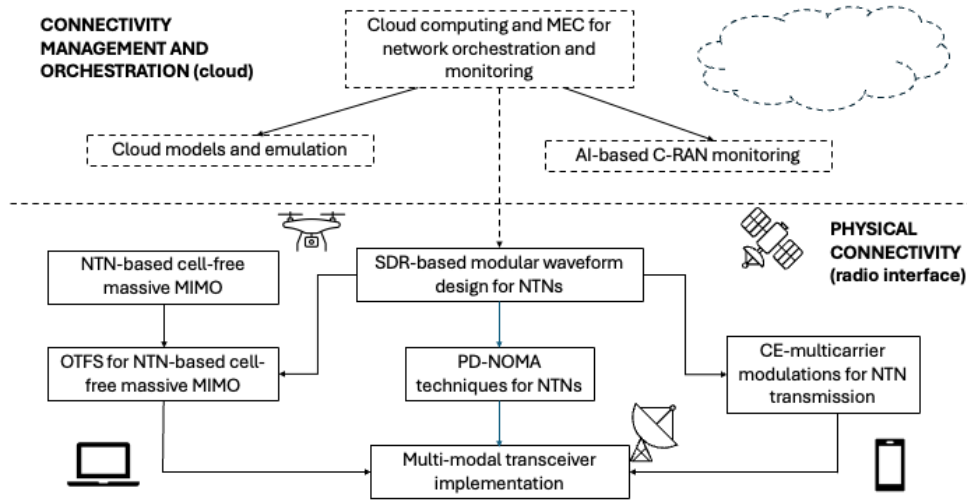 CONNECTIVITY
MANAGEMENT AND
ORCHESTRATION (cloud)
Cloud computing and MEC for
network orchestration and
monitoring
Cloud models and emulation
AI-based C-RAN monitoring
PHYSICAL
CONNECTIVITY
(radio interface)
NTN-based cell-free
massive MIMO
SDR-based modular waveform
design for NTNs
OTFS for NTN-based cell-
free massive MIMO
PD-NOMA
techniques for NTNs
CE-multicarrier
modulations for NTN
transmission
Multi-modal transceiver
implementation